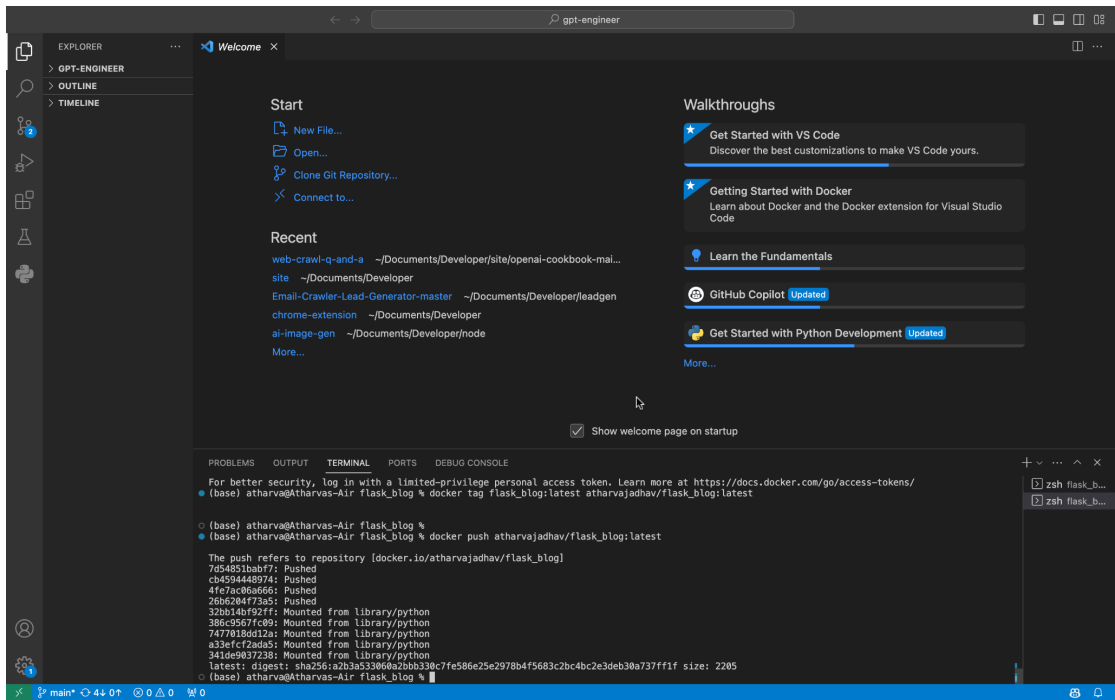 gpt-engineer
EXPLORER
Welcome
GPT-ENGINEER
OUTLINE
TIMELINE
2
Start
New File...
Open...
Clone Git Repository...
Connect to...
Recent
web-crawl-q-and-a ~/Documents/Developer/site/openai-cookbook-mai...
site ~/Documents/Developer
Email-Crawler-Lead-Generator-master ~/Documents/Developer/leadgen
chrome-extension ~/Documents/Developer
ai-image-gen ~/Documents/Developer/node
More...
Walkthroughs
Get Started with VS Code
Discover the best customizations to make VS Code yours.
Getting Started with Docker
Learn about Docker and the Docker extension for Visual Studio
Code
Learn the Fundamentals
GitHub Copilot Updated
Get Started with Python Development Updated
More...
Show welcome page on startup
PROBLEMS OUTPUT TERMINAL PORTS DEBUG CONSOLE
For better security, log in with a limited-privilege personal access token. Learn more at https://docs.docker.com/go/access-tokens/
(base) atharva@Atharvas-Air flask_blog % docker tag flask_blog:latest atharvajadhav/flask_blog:latest
(base) atharva@Atharvas-Air flask_blog %
(base) atharva@Atharvas-Air flask_blog % docker push atharvajadhav/flask_blog:latest
The push refers to repository [docker.io/atharvajadhav/flask_blog]
7d54851babf7: Pushed
cb4594448974: Pushed
4fe7ac06a666: Pushed
26b6204f73a5: Pushed
32bb14bf92ff: Mounted from library/python
386c9567fc09: Mounted from library/python
7477018dd12a: Mounted from library/python
a33efcf2ada5: Mounted from library/python
341de9037238: Mounted from library/python
latest: digest: sha256:a2b3a533060a2bbb330c7fe586e25e2978b4f5683c2bc4bc2e3deb30a737ff1f size: 2205
(base) atharva@Atharvas-Air flask_blog %
zsh flask_b...
zsh flask_b...
1
main* 4↓ 0↑ 0 0 0